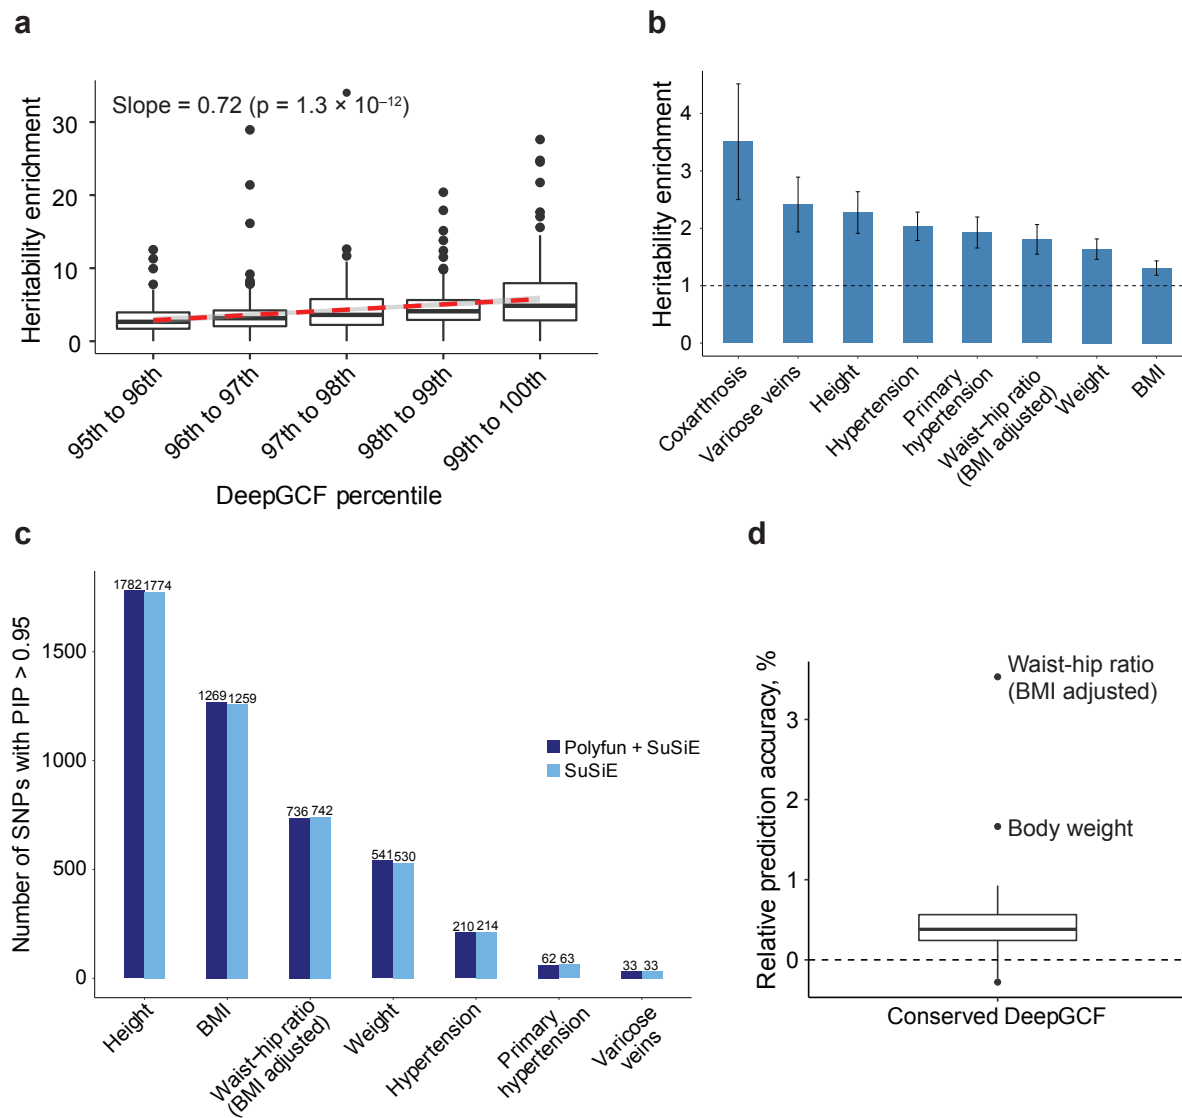 a
Slope = 0.72 (p = 1.3 × 10⁻¹²)
Heritability enrichment
30
20
10
0
95th to 96th
96th to 97th
97th to 98th
98th to 99th
99th to 100th
DeepGCF percentile
b
Heritability enrichment
4
3
2
1
0
Coxarthrosis
Varicose veins
Height
Hypertension
Primary
hypertension
Waist−hip ratio
(BMI adjusted)
Weight
BMI
c
Number of SNPs with PIP > 0.95
1500
1000
500
0
1782 1774
1269 1259
736 742
541 530
210 214
62 63
33 33
Polyfun + SuSiE
SuSiE
Height
BMI
Waist−hip ratio
(BMI adjusted)
Weight
Hypertension
Primary
hypertension
Varicose
veins
d
Relative prediction accuracy, %
3
2
1
0
Waist-hip ratio
(BMI adjusted)
Body weight
Conserved DeepGCF